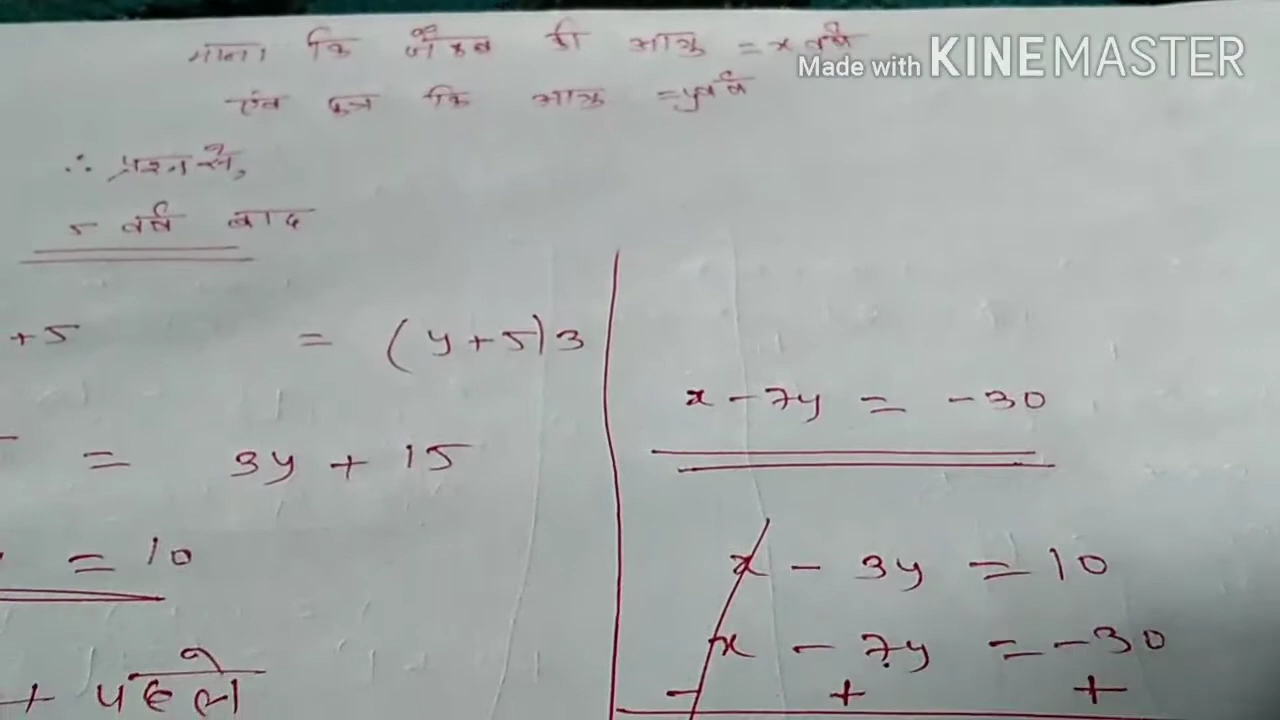 माना कि जैकब की आयु = x वर्ष
Made with KINEMASTER
एंव पुत्र कि आयु = y वर्ष
∴ प्रश्न से,
5 वर्ष बाद
+5 = (y+5)3
= 3y + 15
= 10
+ पहले
x - 7y = -30
x - 3y = 10
x - 7y = -30
- + +